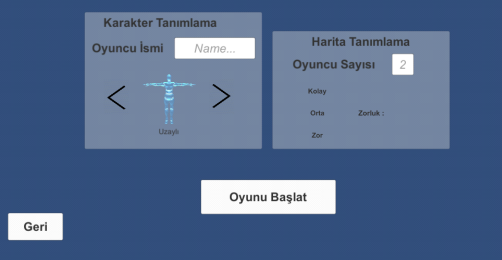 Karakter Tanımlama
Oyuncu İsmi
Name...
Uzaylı
Harita Tanımlama
Oyuncu Sayısı
2
Kolay
Orta
Zorluk :
Zor
Oyunu Başlat
Geri